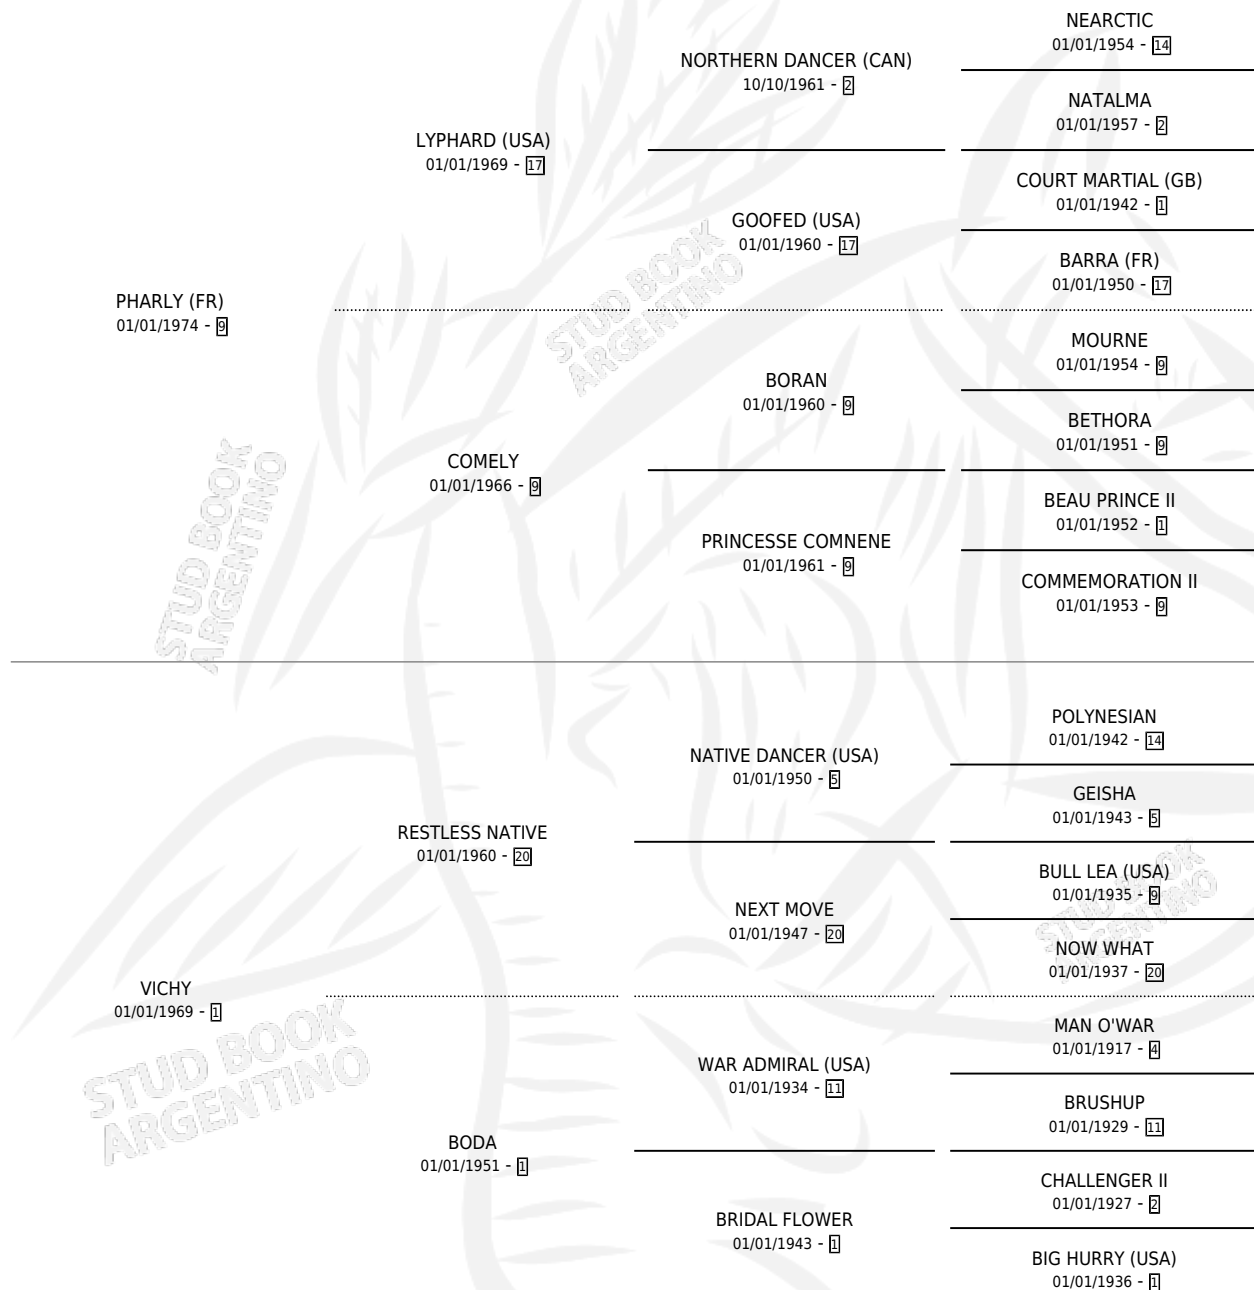 NEARCTIC
01/01/1954 - 14
NORTHERN DANCER (CAN)
10/10/1961 - 2
NATALMA
01/01/1957 - 2
LYPHARD (USA)
01/01/1969 - 17
COURT MARTIAL (GB)
01/01/1942 - 1
GOOFED (USA)
01/01/1960 - 17
BARRA (FR)
01/01/1950 - 17
PHARLY (FR)
01/01/1974 - 9
STUD BOOK
ARGENTINO
MOURNE
01/01/1954 - 9
BORAN
01/01/1960 - 9
BETHORA
01/01/1951 - 9
COMELY
01/01/1966 - 9
BEAU PRINCE II
01/01/1952 - 1
PRINCESSE COMNENE
01/01/1961 - 9
COMMEMORATION II
01/01/1953 - 9
STUD BOOK
ARGENTINO
POLYNESIAN
01/01/1942 - 14
NATIVE DANCER (USA)
01/01/1950 - 5
GEISHA
01/01/1943 - 5
RESTLESS NATIVE
01/01/1960 - 20
BULL LEA (USA)
01/01/1935 - 9
STUD BOOK
ARGENTINO
NEXT MOVE
01/01/1947 - 20
NOW WHAT
01/01/1937 - 20
VICHY
01/01/1969 - 1
MAN O'WAR
01/01/1917 - 4
STUD BOOK
ARGENTINO
WAR ADMIRAL (USA)
01/01/1934 - 11
BRUSHUP
01/01/1929 - 11
BODA
01/01/1951 - 1
CHALLENGER II
01/01/1927 - 2
BRIDAL FLOWER
01/01/1943 - 1
BIG HURRY (USA)
01/01/1936 - 1